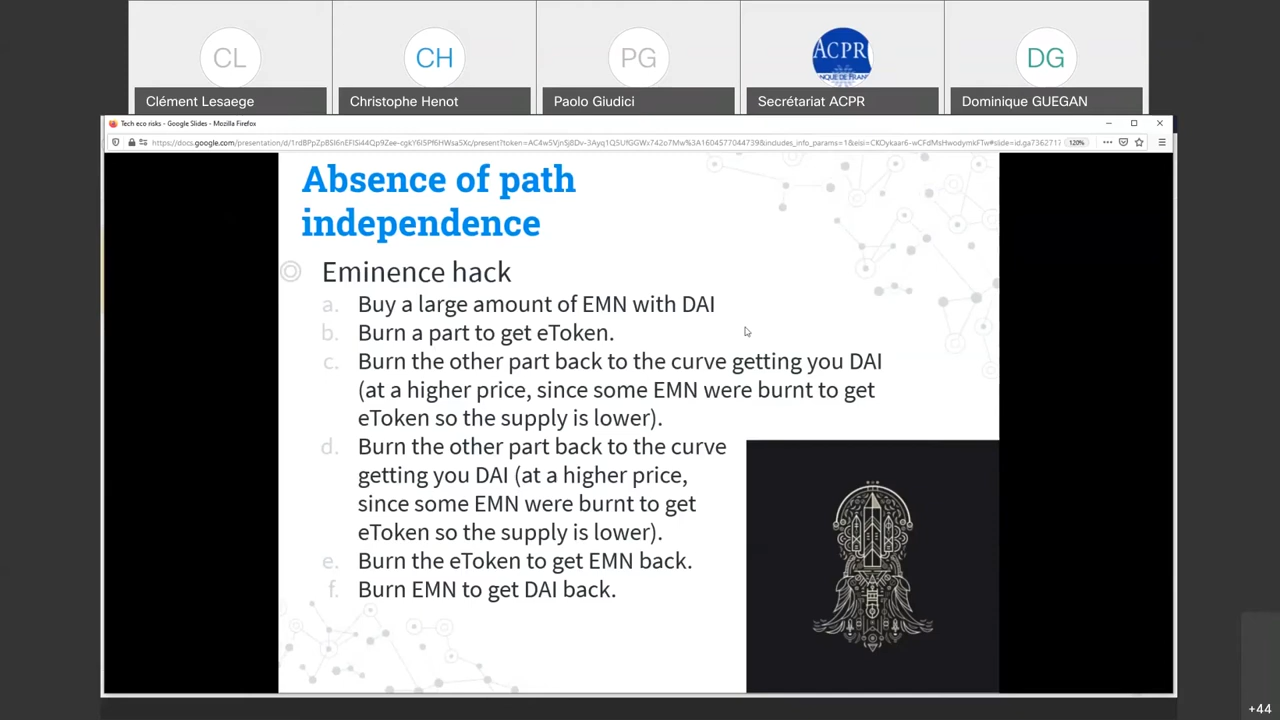 CL
CH
PG
ACPR
DG
Clément Lesaege
Christophe Henot
Paolo Giudici
Secrétariat ACPR
Dominique GUEGAN
Tech eco risks - Google Slides - Mozilla Firefox
120%
Absence of path
independence
Eminence hack
a. Buy a large amount of EMN with DAI
b. Burn a part to get eToken.
c. Burn the other part back to the curve getting you DAI
(at a higher price, since some EMN were burnt to get
eToken so the supply is lower).
d. Burn the other part back to the curve
getting you DAI (at a higher price,
since some EMN were burnt to get
eToken so the supply is lower).
e. Burn the eToken to get EMN back.
f. Burn EMN to get DAI back.
+44